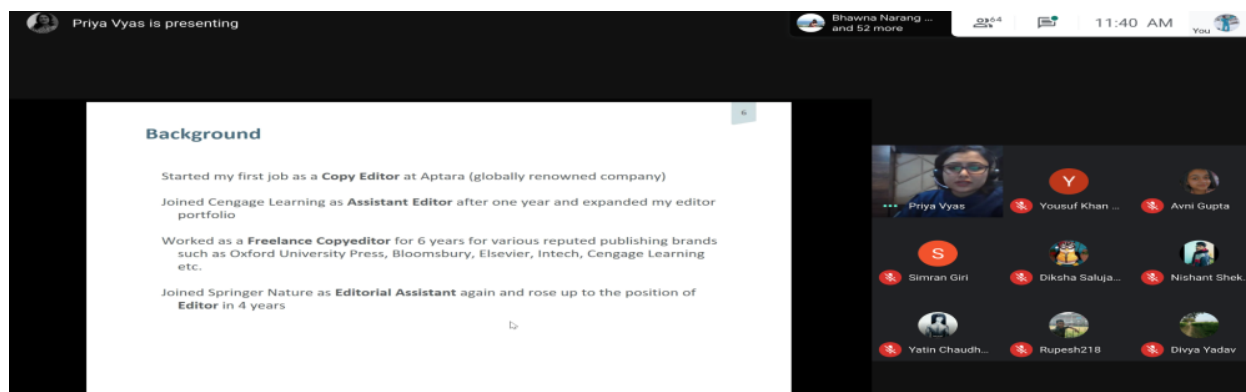 Priya Vyas is presenting
Bhawna Narang ...
and 52 more
64
11:40 AM
You
6
Background
Started my first job as a Copy Editor at Aptara (globally renowned company)
Joined Cengage Learning as Assistant Editor after one year and expanded my editor
portfolio
Worked as a Freelance Copyeditor for 6 years for various reputed publishing brands
such as Oxford University Press, Bloomsbury, Elsevier, Intech, Cengage Learning
etc.
Joined Springer Nature as Editorial Assistant again and rose up to the position of
Editor in 4 years
Priya Vyas
Y
Yousuf Khan ...
Avni Gupta
S
Simran Giri
Diksha Saluja...
Nishant Shek...
Yatin Chaudh...
Rupesh218
Divya Yadav